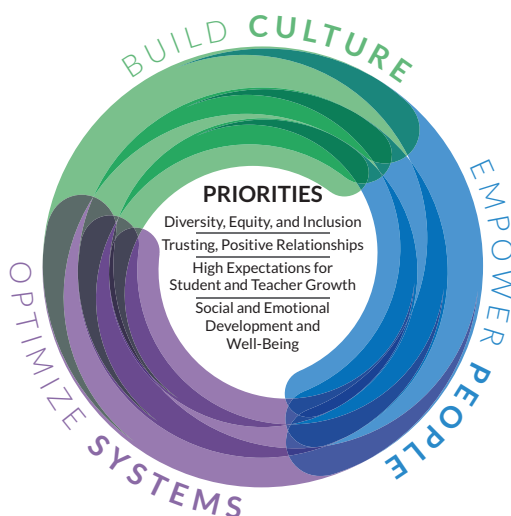 BUILD CULTURE
EMPOWER PEOPLE
OPTIMIZE SYSTEMS
PRIORITIES
Diversity, Equity, and Inclusion
Trusting, Positive Relationships
High Expectations for
Student and Teacher Growth
Social and Emotional
Development and
Well-Being